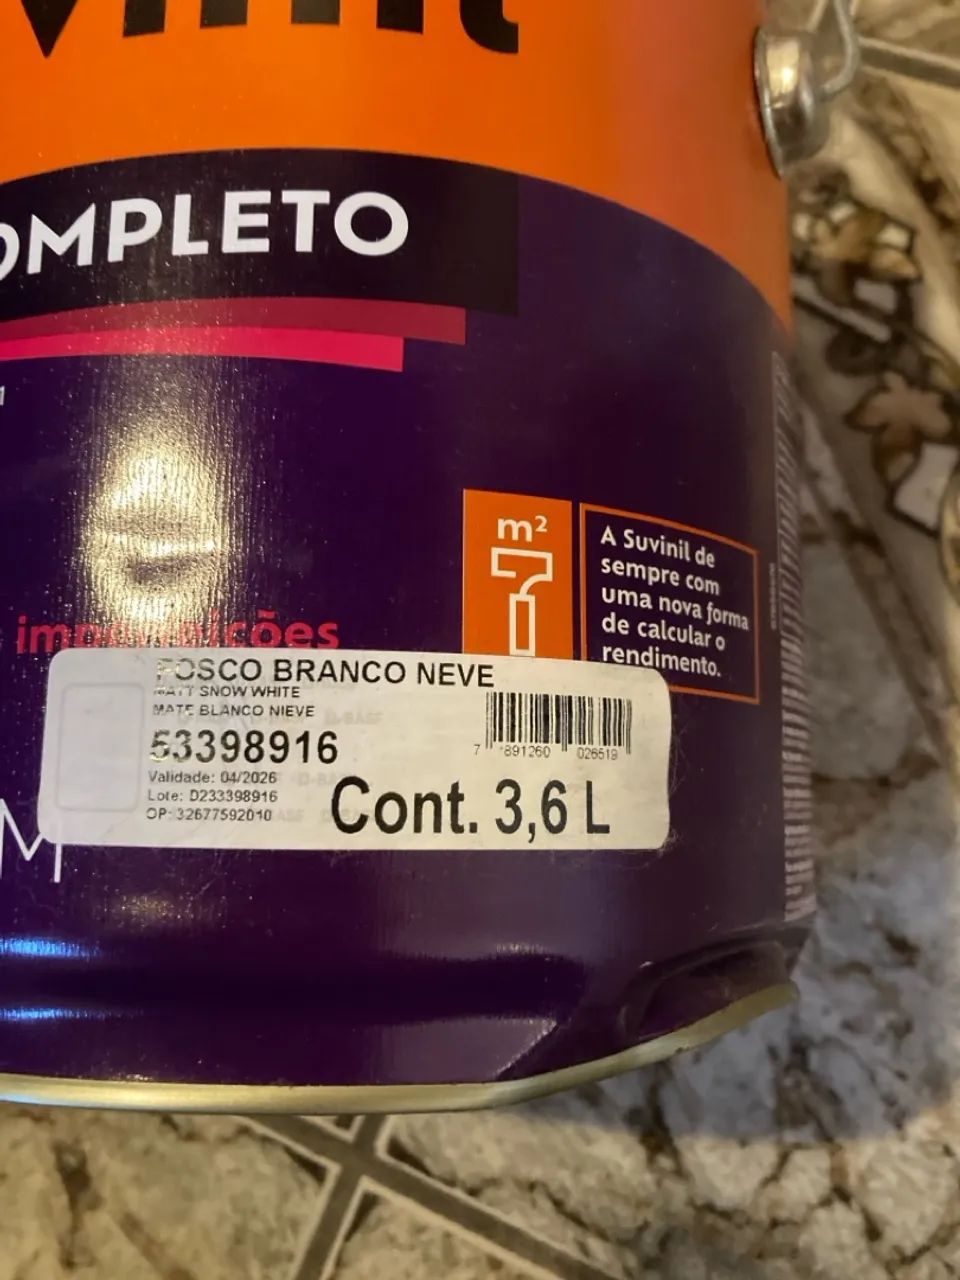 OMPLETO
m²
A Suvinil de
sempre com
uma nova forma
de calcular o
rendimento.
FOSCO BRANCO NEVE
MATT SNOW WHITE
MATE BLANCO NIEVE
53398916
7 891260 026519
Validade: 04/2026
Lote: D233398916
OP: 32677592010
Cont. 3,6 L
M